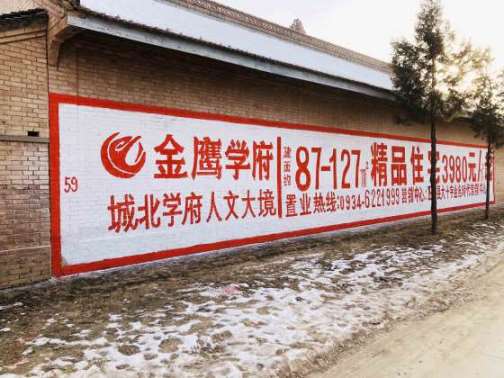 59
金鹰学府
城北学府人文大境
建面约
87-127㎡
精品住宅3980元/
置业热线:0934-6221999